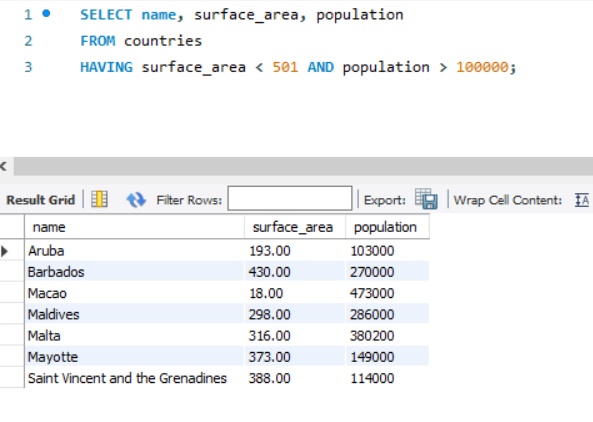 1 SELECT name, surface_area, population
2 FROM countries
3 HAVING surface_area < 501 AND population > 100000;
Result Grid Filter Rows: Export: Wrap Cell Content: IA
name surface_area population
Aruba 193.00 103000
Barbados 430.00 270000
Macao 18.00 473000
Maldives 298.00 286000
Malta 316.00 380200
Mayotte 373.00 149000
Saint Vincent and the Grenadines 388.00 114000